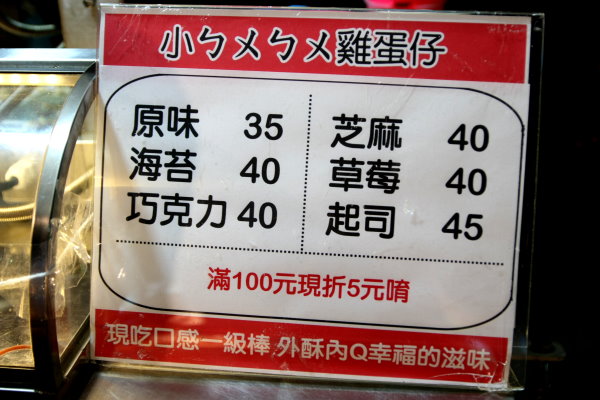 小ㄅㄨㄅㄨ雞蛋仔
原味 35 芝麻 40
海苔 40 草莓 40
巧克力 40 起司 45
滿100元現折5元唷
現吃口感一級棒 外酥內Q幸福的滋味